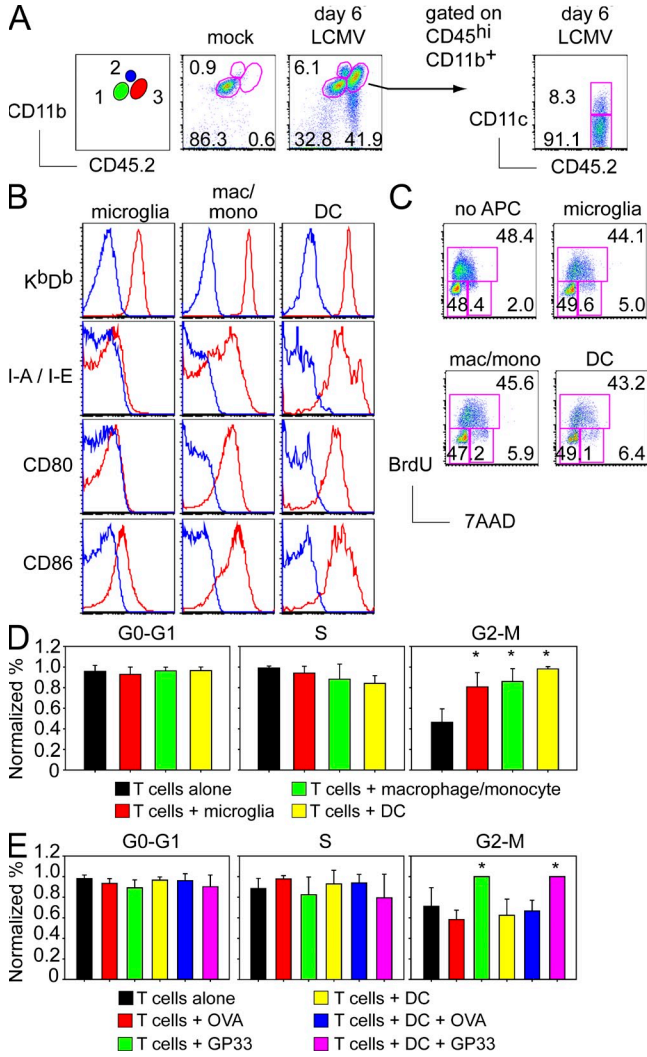 A
mock
day 6
LCMV
gated on
CD45hi
CD11b+
day 6
LCMV
2
1
3
CD11b
CD45.2
0.9
86.3
0.6
6.1
32.8
41.9
CD11c
8.3
91.1
CD45.2
B
microglia
mac/
mono
DC
KbDb
I-A / I-E
CD80
CD86
C
no APC
microglia
48.4
48.4
2.0
44.1
49.6
5.0
mac/mono
DC
45.6
47.2
5.9
43.2
49.1
6.4
BrdU
7AAD
D
G0-G1
S
G2-M
Normalized %
1.2
1.0
0.8
0.6
0.4
0.2
0
* * *
T cells alone
T cells + macrophage/monocyte
T cells + microglia
T cells + DC
E
G0-G1
S
G2-M
Normalized %
1.2
1.0
0.8
0.6
0.4
0.2
0
* *
T cells alone
T cells + DC
T cells + OVA
T cells + DC + OVA
T cells + GP33
T cells + DC + GP33